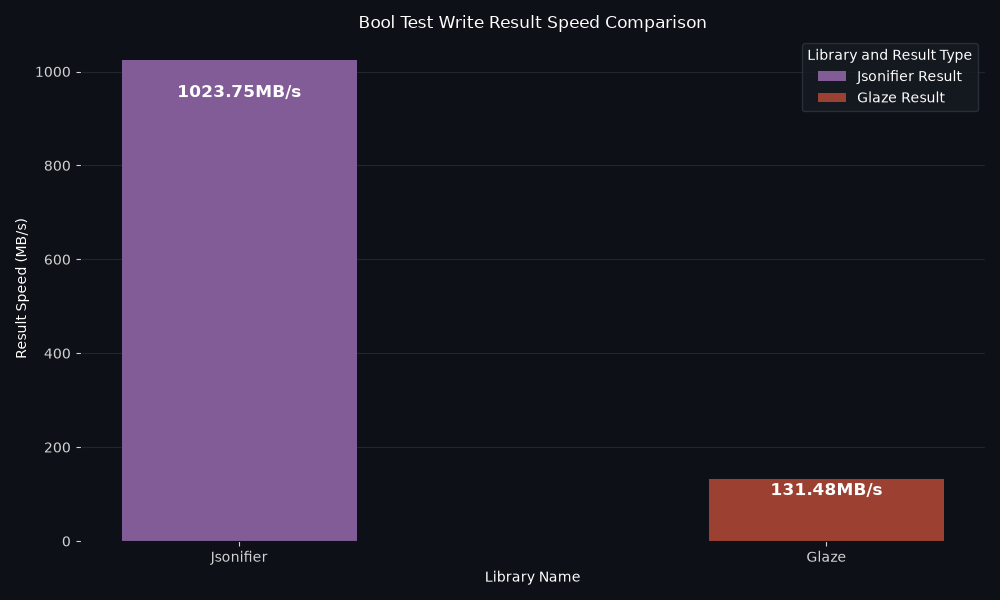 Bool Test Write Result Speed Comparison
Library and Result Type
Jsonifier Result
Glaze Result
1000
800
600
400
200
0
Result Speed (MB/s)
1023.75MB/s
131.48MB/s
Jsonifier
Glaze
Library Name